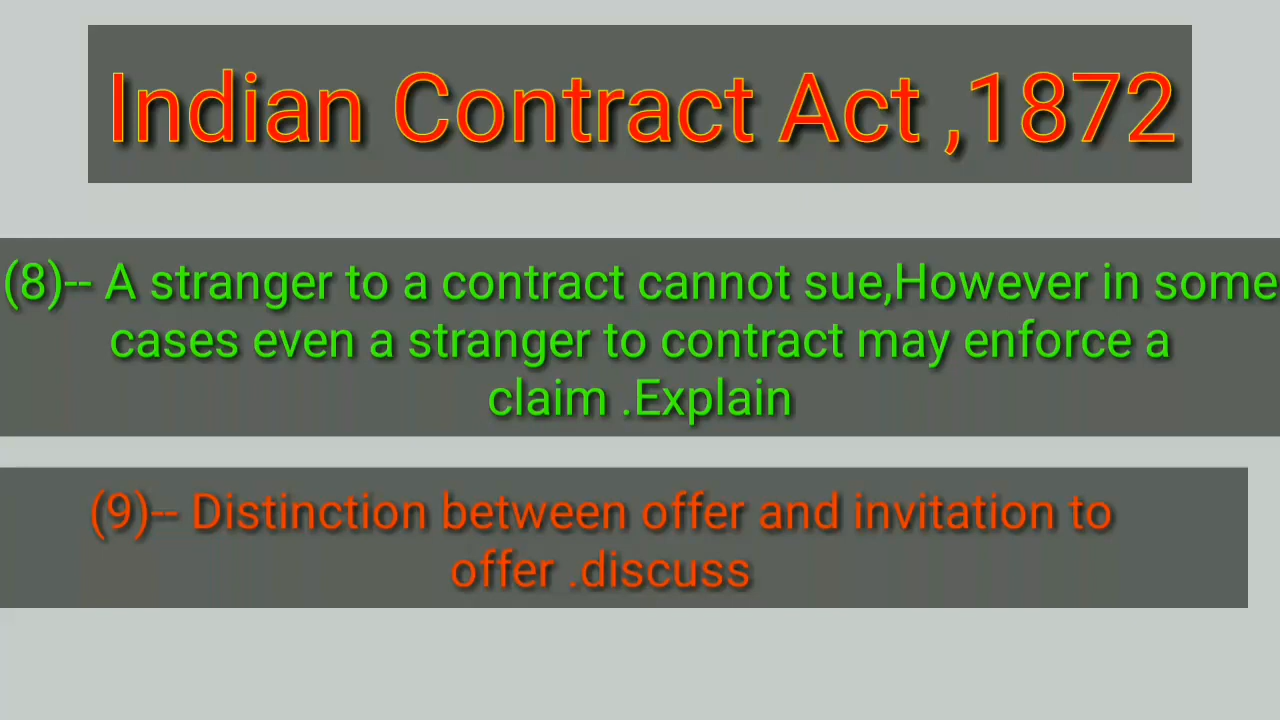 Indian Contract Act ,1872
(8)-- A stranger to a contract cannot sue,However in some
cases even a stranger to contract may enforce a
claim .Explain
(9)-- Distinction between offer and invitation to
offer .discuss